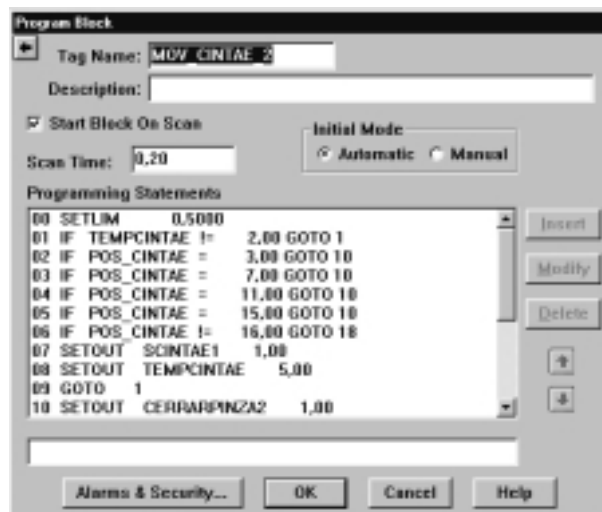 Program Block
Tag Name: MOV_CINTAE_2
Description:
Start Block On Scan
Initial Mode
Automatic Manual
Scan Time: 0,20
Programming Statements
00 SETLIM 0,5000
01 IF TEMPCINTAE != 2,00 GOTO 1
02 IF POS_CINTAE = 3,00 GOTO 10
03 IF POS_CINTAE = 7,00 GOTO 10
04 IF POS_CINTAE = 11,00 GOTO 10
05 IF POS_CINTAE = 15,00 GOTO 10
06 IF POS_CINTAE != 16,00 GOTO 18
07 SETOUT SCINTAE1 1,00
08 SETOUT TEMPCINTAE 5,00
09 GOTO 1
10 SETOUT CERRARPINZA2 1,00
Insert
Modify
Delete
Alarms & Security... OK Cancel Help